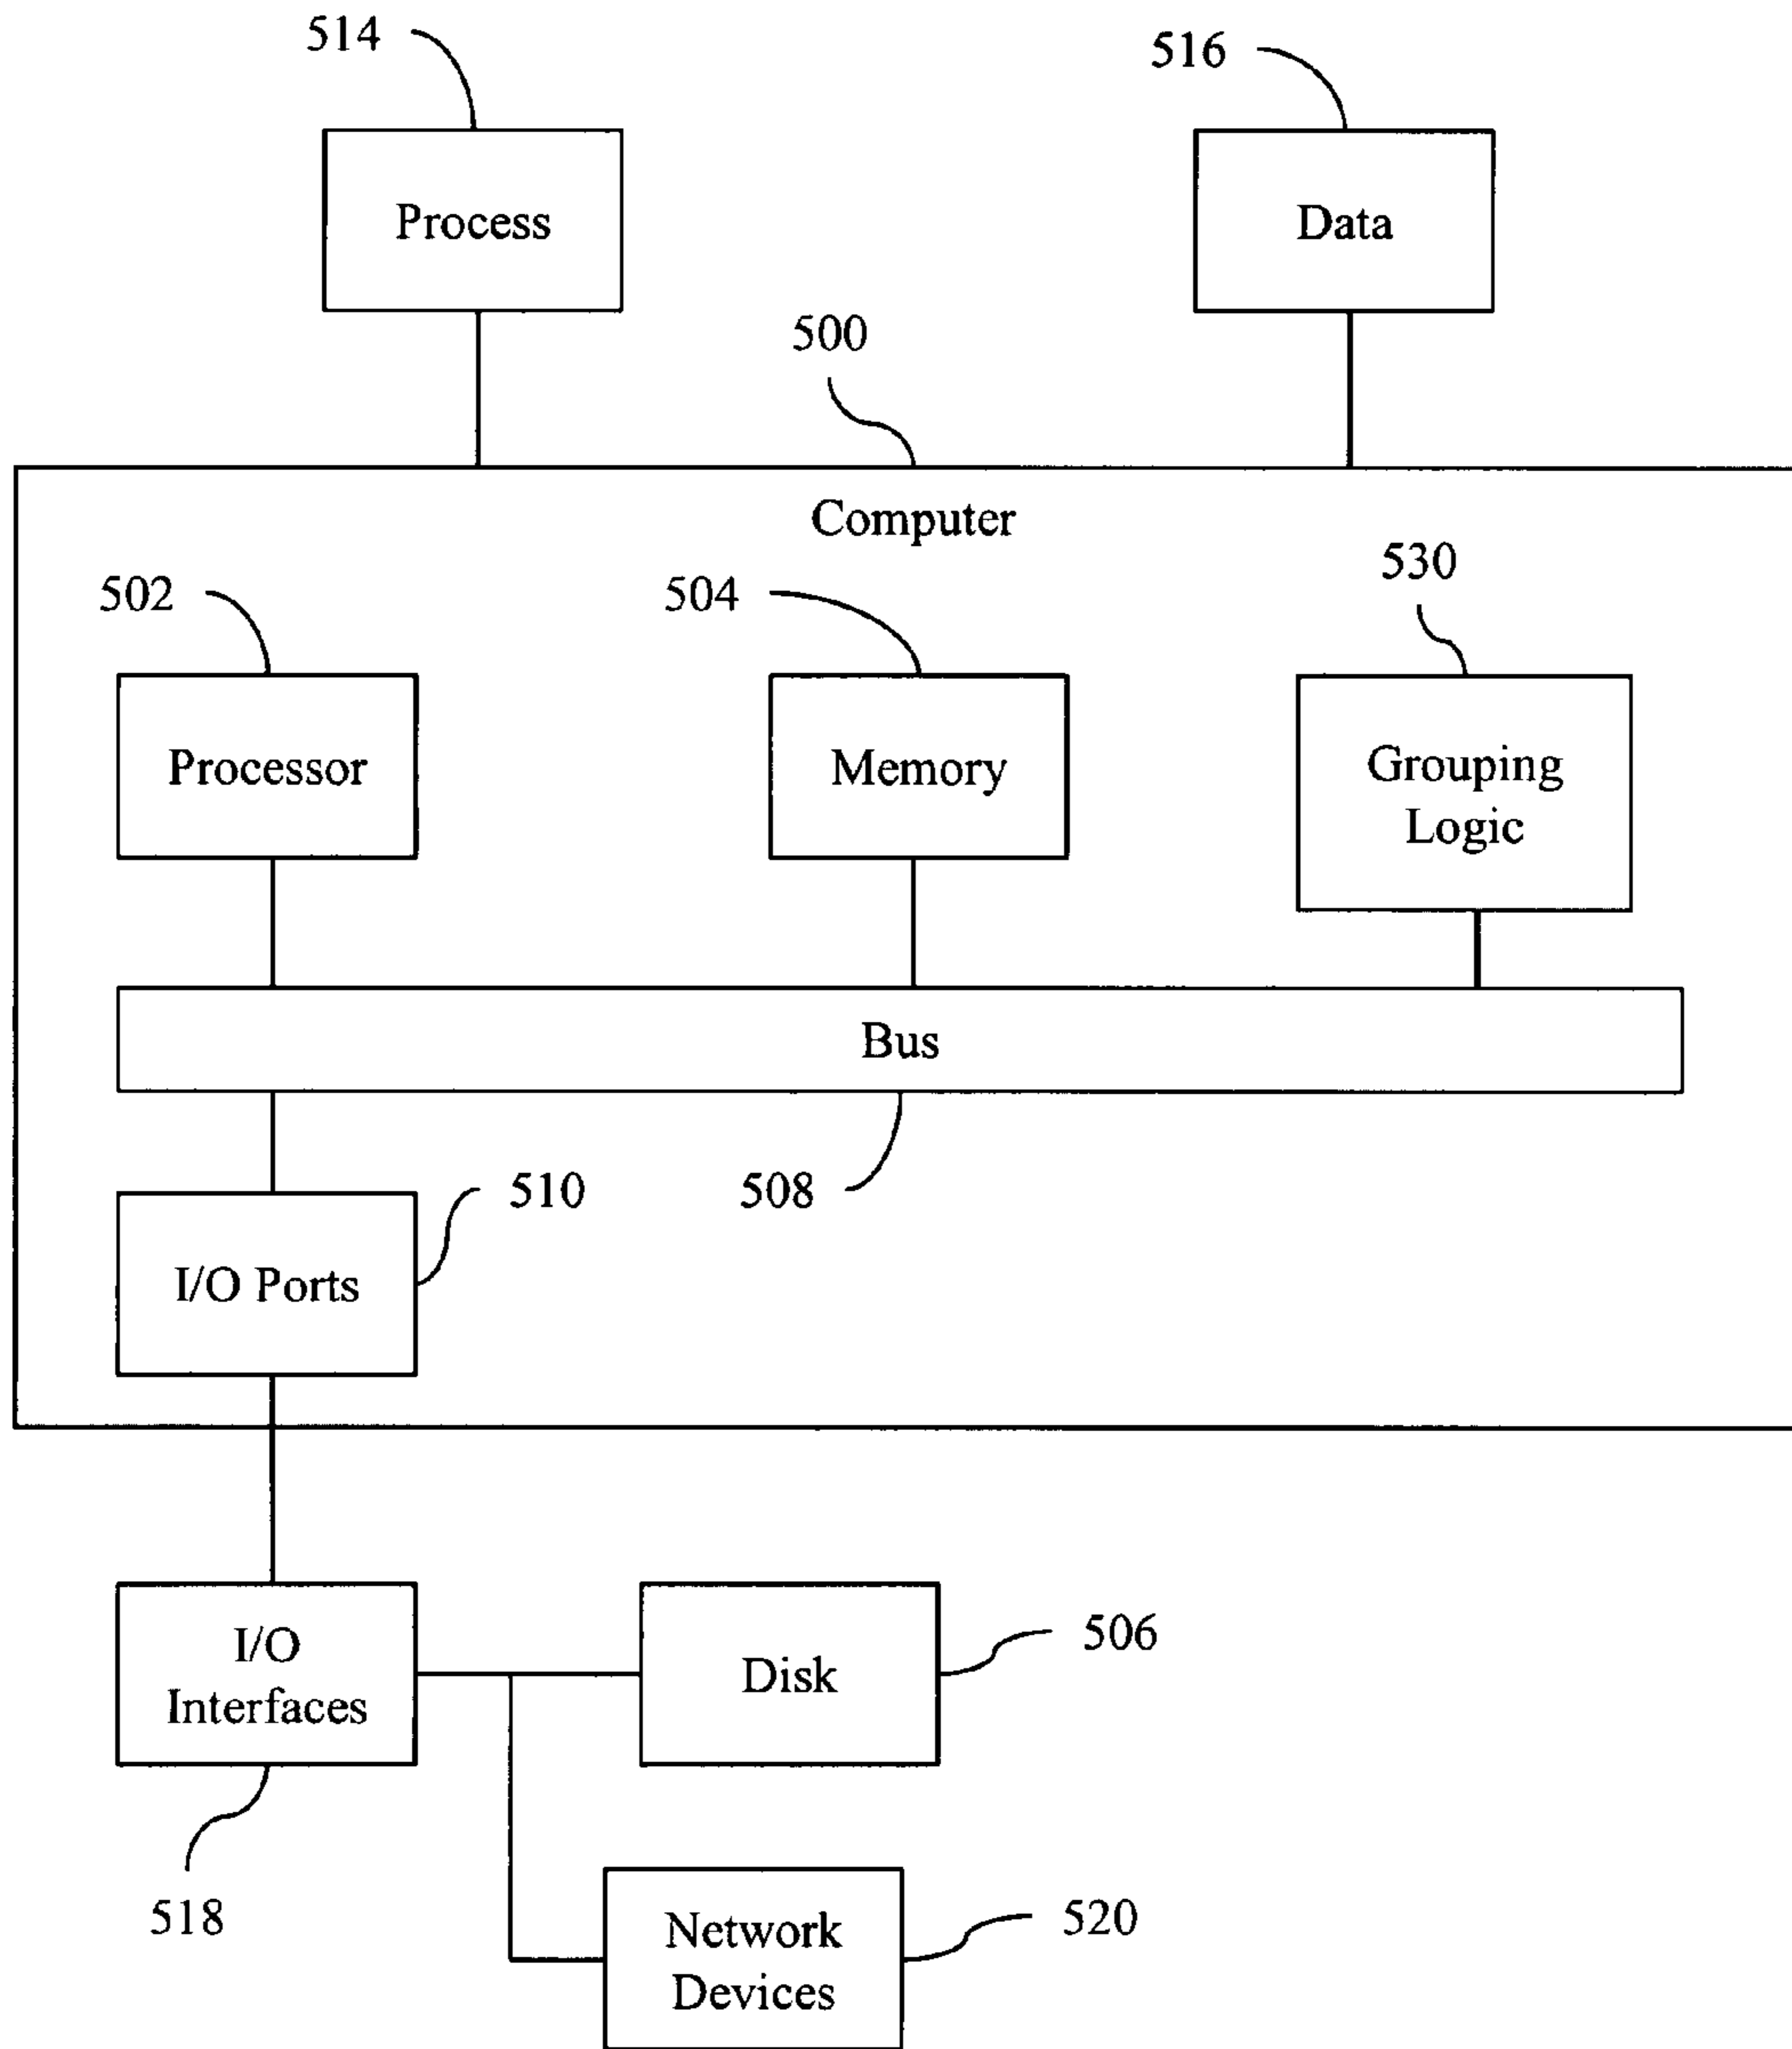 514
516
Process
Data
500
Computer
502
504
530
Processor
Memory
Grouping
Logic
Bus
510
508
I/O Ports
I/O
Interfaces
Disk
506
518
Network
Devices
520